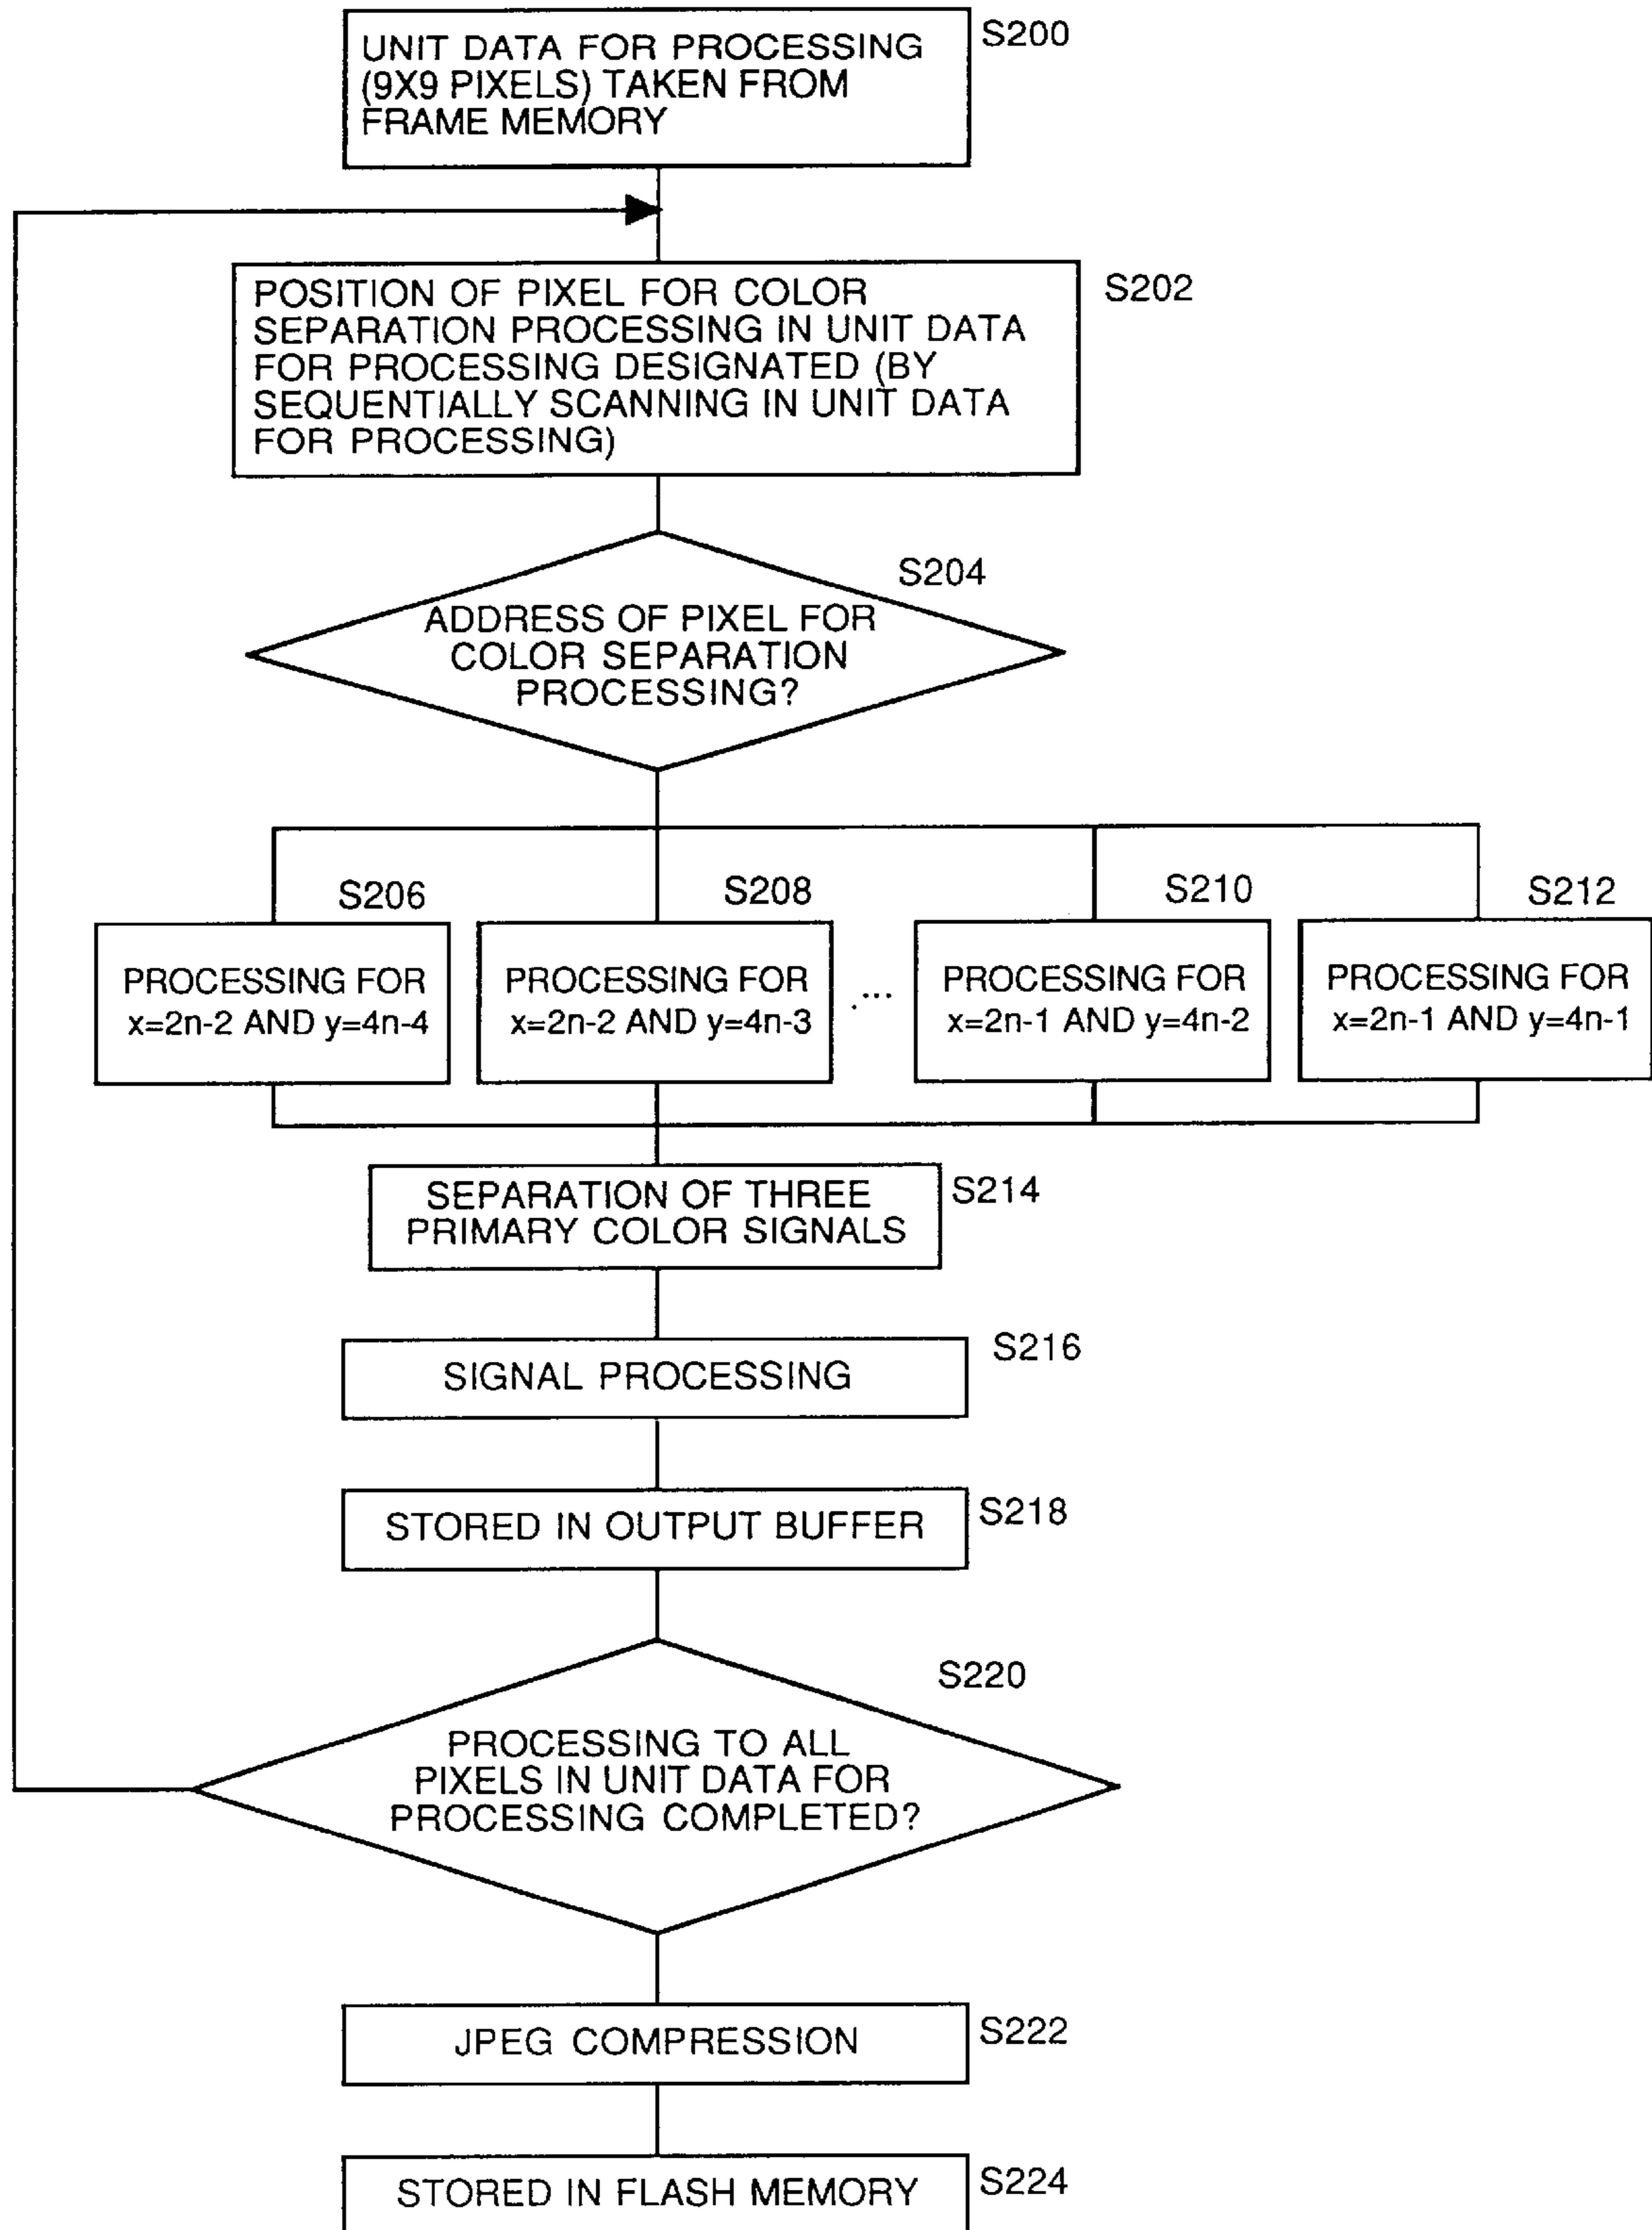 S200
UNIT DATA FOR PROCESSING
(9X9 PIXELS) TAKEN FROM
FRAME MEMORY
S202
POSITION OF PIXEL FOR COLOR
SEPARATION PROCESSING IN UNIT DATA
FOR PROCESSING DESIGNATED (BY
SEQUENTIALLY SCANNING IN UNIT DATA
FOR PROCESSING)
S204
ADDRESS OF PIXEL FOR
COLOR SEPARATION
PROCESSING?
S206
PROCESSING FOR
x=2n-2 AND y=4n-4
S208
PROCESSING FOR
x=2n-2 AND y=4n-3
....
S210
PROCESSING FOR
x=2n-1 AND y=4n-2
S212
PROCESSING FOR
x=2n-1 AND y=4n-1
S214
SEPARATION OF THREE
PRIMARY COLOR SIGNALS
S216
SIGNAL PROCESSING
S218
STORED IN OUTPUT BUFFER
S220
PROCESSING TO ALL
PIXELS IN UNIT DATA FOR
PROCESSING COMPLETED?
S222
JPEG COMPRESSION
S224
STORED IN FLASH MEMORY